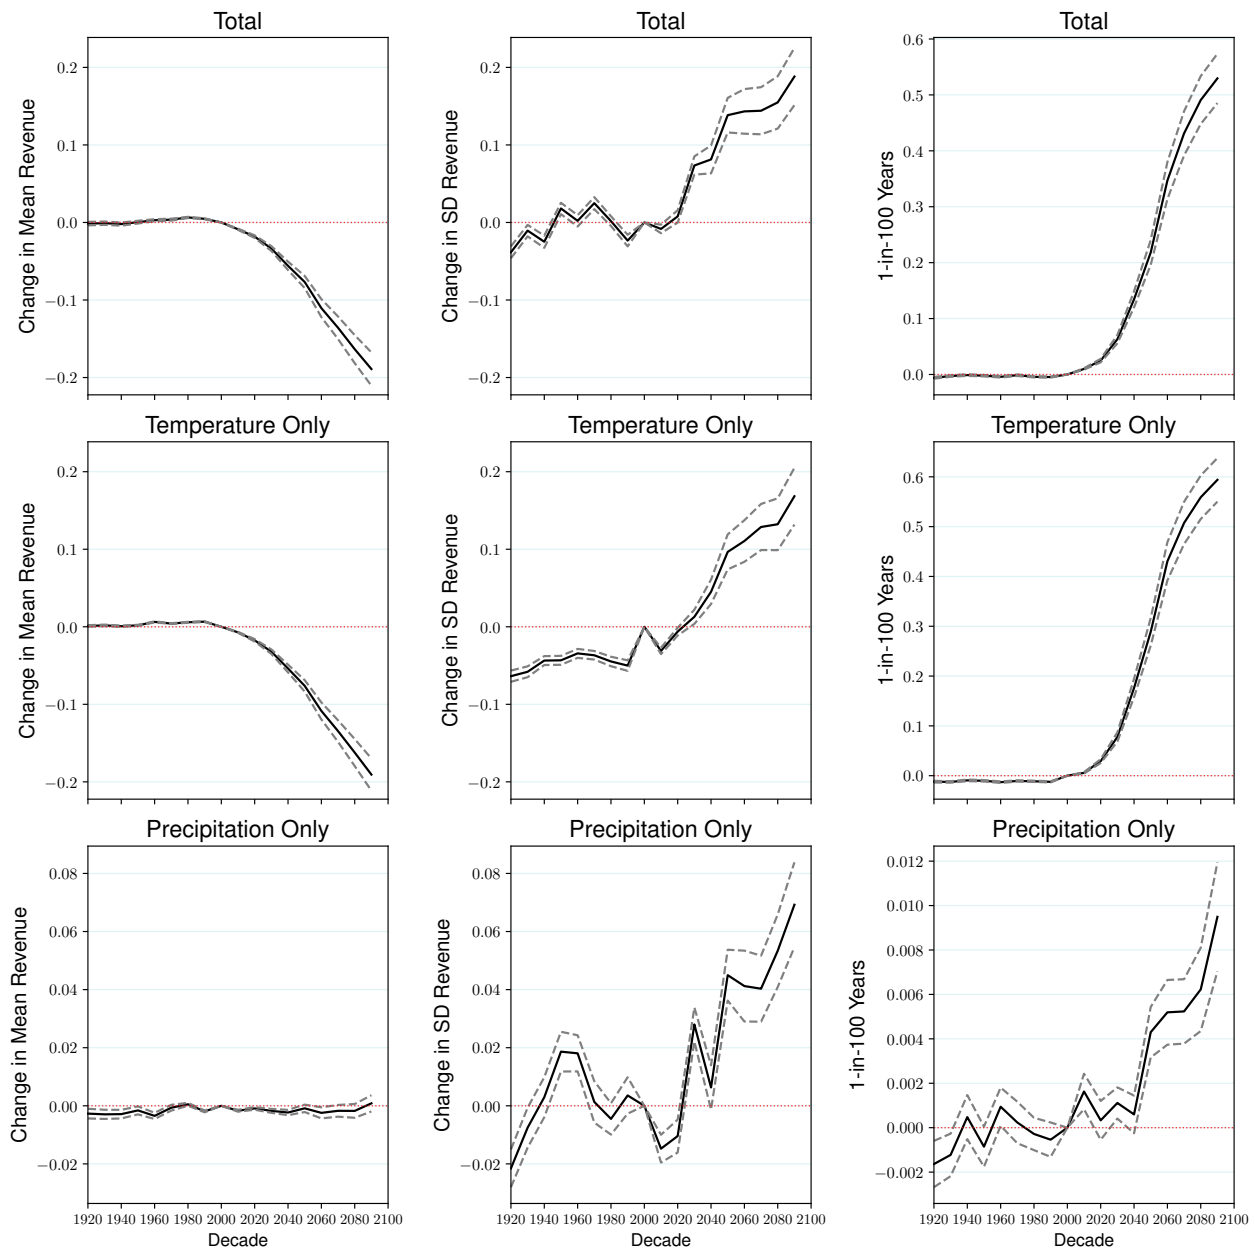 Total
Total
Total
Change in Mean Revenue
0.2
0.1
0.0
−0.1
−0.2
Change in SD Revenue
0.2
0.1
0.0
−0.1
−0.2
1-in-100 Years
0.6
0.5
0.4
0.3
0.2
0.1
0.0
Temperature Only
Temperature Only
Temperature Only
Change in Mean Revenue
0.2
0.1
0.0
−0.1
−0.2
Change in SD Revenue
0.2
0.1
0.0
−0.1
−0.2
1-in-100 Years
0.6
0.5
0.4
0.3
0.2
0.1
0.0
Precipitation Only
Precipitation Only
Precipitation Only
Change in Mean Revenue
0.08
0.06
0.04
0.02
0.00
−0.02
1920 1940 1960 1980 2000 2020 2040 2060 2080 2100
Decade
Change in SD Revenue
0.08
0.06
0.04
0.02
0.00
−0.02
1920 1940 1960 1980 2000 2020 2040 2060 2080 2100
Decade
1-in-100 Years
0.012
0.010
0.008
0.006
0.004
0.002
0.000
−0.002
1920 1940 1960 1980 2000 2020 2040 2060 2080 2100
Decade